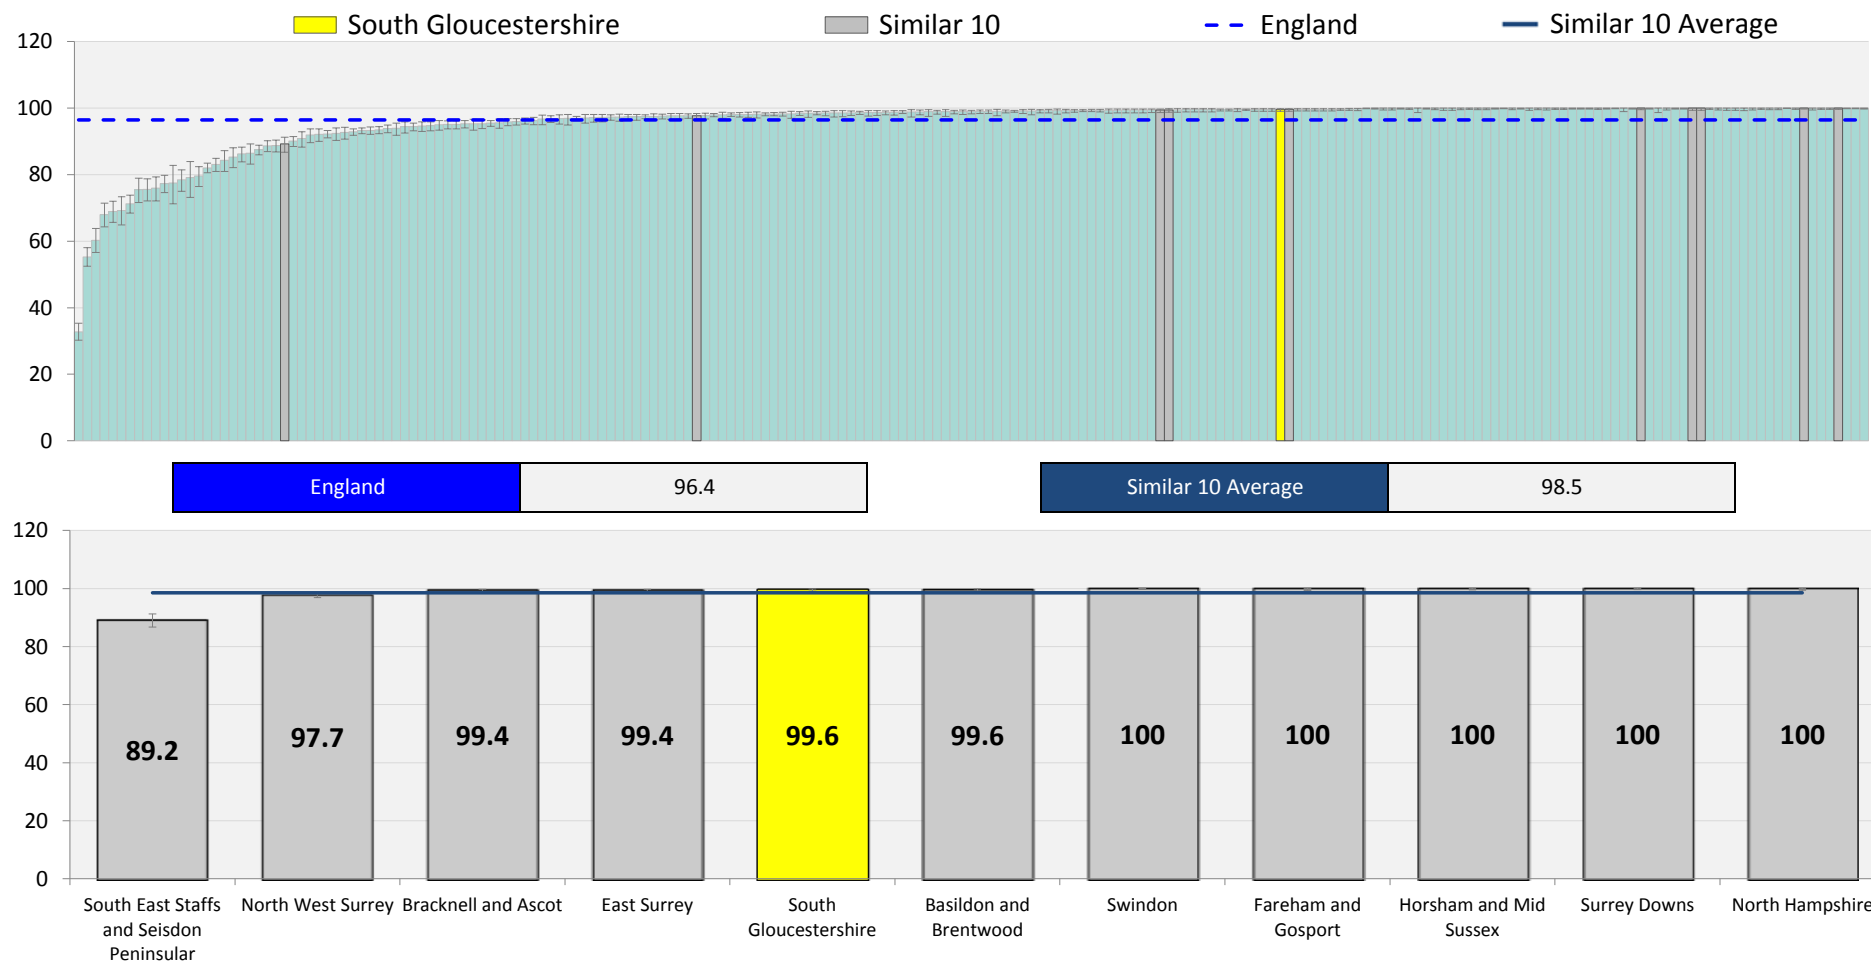 South Gloucestershire Similar 10 England Similar 10 Average
120
100
80
60
40
20
0
England 96.4 Similar 10 Average 98.5
120
100
80
60
40
20
0
89.2 97.7 99.4 99.4 99.6 99.6 100 100 100 100 100
South East Staffs
and Seisdon
Peninsular
North West Surrey
Bracknell and Ascot
East Surrey
South
Gloucestershire
Basildon and
Brentwood
Swindon
Fareham and
Gosport
Horsham and Mid
Sussex
Surrey Downs
North Hampshire